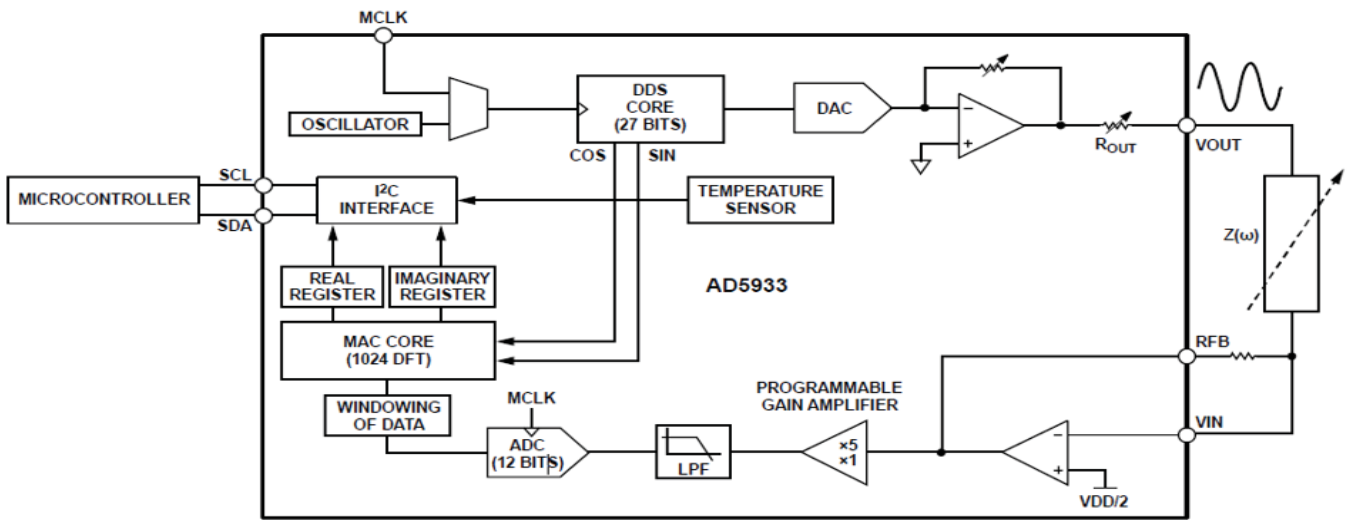 MCLK
DDS
CORE
(27 BITS)
DAC
OSCILLATOR
COS
SIN
ROUT
VOUT
SCL
MICROCONTROLLER
I2C
INTERFACE
TEMPERATURE
SENSOR
SDA
Z(ω)
REAL
REGISTER
IMAGINARY
REGISTER
AD5933
MAC CORE
(1024 DFT)
RFB
PROGRAMMABLE
GAIN AMPLIFIER
MCLK
WINDOWING
OF DATA
VIN
ADC
(12 BITS)
LPF
×5
×1
VDD/2